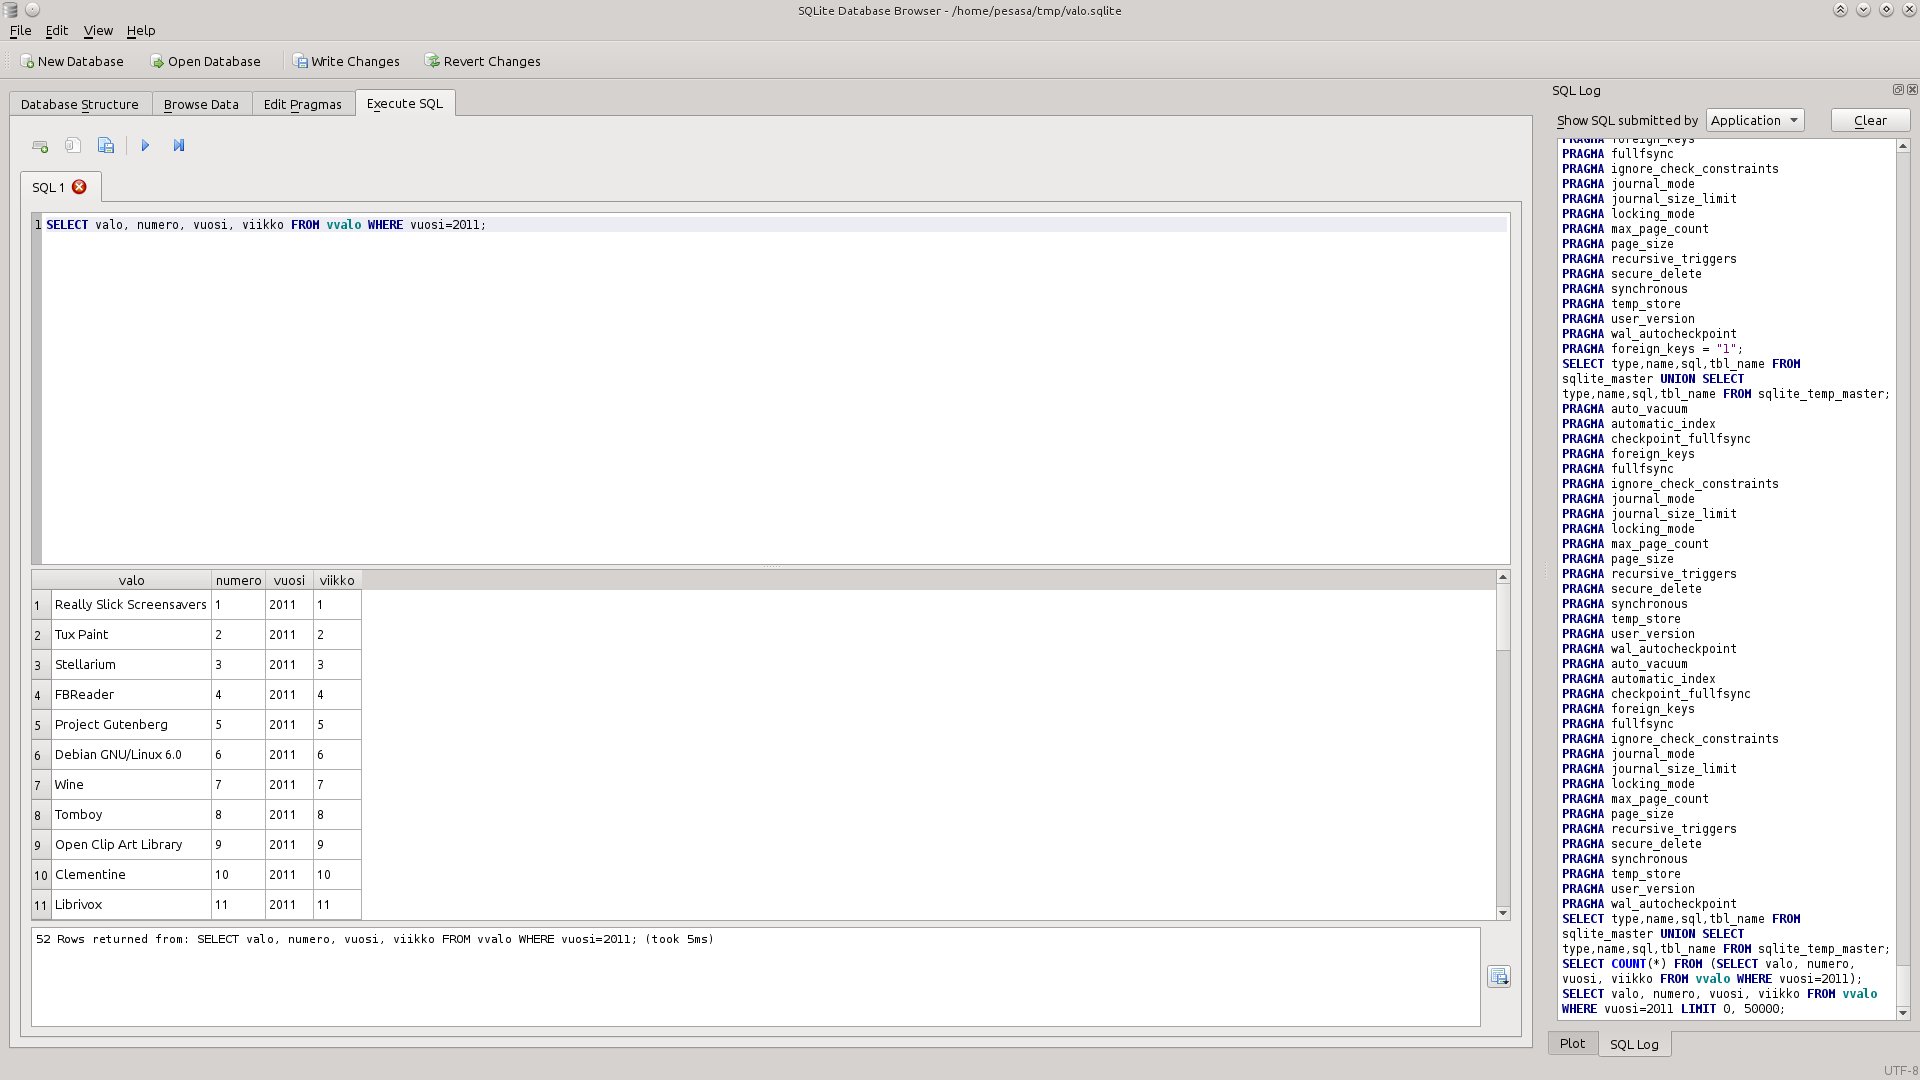 SQLite Database Browser - /home/pesasa/tmp/valo.sqlite
File Edit View Help
New Database Open Database Write Changes Revert Changes
Database Structure Browse Data Edit Pragmas Execute SQL
SQL 1
1 SELECT valo, numero, vuosi, viikko FROM vvalo WHERE vuosi=2011;
valo numero vuosi viikko
1 Really Slick Screensavers 1 2011 1
2 Tux Paint 2 2011 2
3 Stellarium 3 2011 3
4 FBReader 4 2011 4
5 Project Gutenberg 5 2011 5
6 Debian GNU/Linux 6.0 6 2011 6
7 Wine 7 2011 7
8 Tomboy 8 2011 8
9 Open Clip Art Library 9 2011 9
10 Clementine 10 2011 10
11 Librivox 11 2011 11
52 Rows returned from: SELECT valo, numero, vuosi, viikko FROM vvalo WHERE vuosi=2011; (took 5ms)
SQL Log
Show SQL submitted by Application Clear
PRAGMA foreign_keys
PRAGMA fullfsync
PRAGMA ignore_check_constraints
PRAGMA journal_mode
PRAGMA journal_size_limit
PRAGMA locking_mode
PRAGMA max_page_count
PRAGMA page_size
PRAGMA recursive_triggers
PRAGMA secure_delete
PRAGMA synchronous
PRAGMA temp_store
PRAGMA user_version
PRAGMA wal_autocheckpoint
PRAGMA foreign_keys = "1";
SELECT type,name,sql,tbl_name FROM
sqlite_master UNION SELECT
type,name,sql,tbl_name FROM sqlite_temp_master;
PRAGMA auto_vacuum
PRAGMA automatic_index
PRAGMA checkpoint_fullfsync
PRAGMA foreign_keys
PRAGMA fullfsync
PRAGMA ignore_check_constraints
PRAGMA journal_mode
PRAGMA journal_size_limit
PRAGMA locking_mode
PRAGMA max_page_count
PRAGMA page_size
PRAGMA recursive_triggers
PRAGMA secure_delete
PRAGMA synchronous
PRAGMA temp_store
PRAGMA user_version
PRAGMA wal_autocheckpoint
PRAGMA auto_vacuum
PRAGMA automatic_index
PRAGMA checkpoint_fullfsync
PRAGMA foreign_keys
PRAGMA fullfsync
PRAGMA ignore_check_constraints
PRAGMA journal_mode
PRAGMA journal_size_limit
PRAGMA locking_mode
PRAGMA max_page_count
PRAGMA page_size
PRAGMA recursive_triggers
PRAGMA secure_delete
PRAGMA synchronous
PRAGMA temp_store
PRAGMA user_version
PRAGMA wal_autocheckpoint
SELECT type,name,sql,tbl_name FROM
sqlite_master UNION SELECT
type,name,sql,tbl_name FROM sqlite_temp_master;
SELECT COUNT(*) FROM (SELECT valo, numero,
vuosi, viikko FROM vvalo WHERE vuosi=2011);
SELECT valo, numero, vuosi, viikko FROM vvalo
WHERE vuosi=2011 LIMIT 0, 50000;
Plot SQL Log
UTF-8